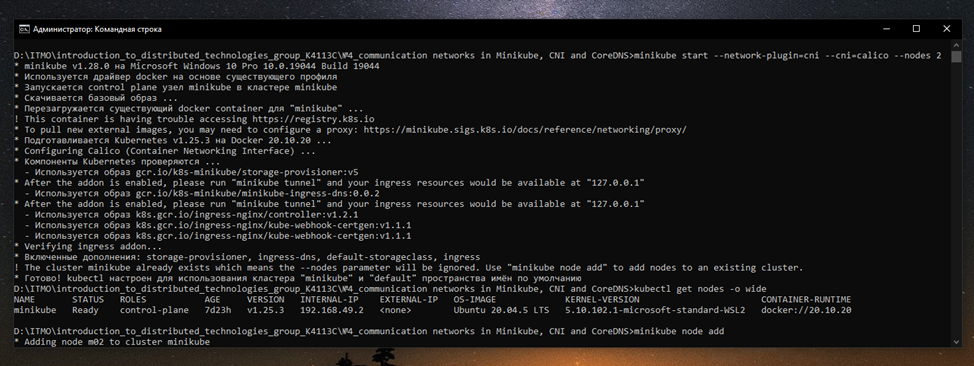 Администратор: Командная строка
D:\ITMO\introduction_to_distributed_technologies_group_K4113C\№4_communication networks in Minikube, CNI and CoreDNS>minikube start --network-plugin=cni --cni=calico --nodes 2
* minikube v1.28.0 на Microsoft Windows 10 Pro 10.0.19044 Build 19044
* Используется драйвер docker на основе существующего профиля
* Запускается control plane узел minikube в кластере minikube
* Скачивается базовый образ ...
* Перезагружается существующий docker container для "minikube" ...
! This container is having trouble accessing https://registry.k8s.io
* To pull new external images, you may need to configure a proxy: https://minikube.sigs.k8s.io/docs/reference/networking/proxy/
* Подготавливается Kubernetes v1.25.3 на Docker 20.10.20 ...
* Configuring Calico (Container Networking Interface) ...
* Компоненты Kubernetes проверяются ...
- Используется образ gcr.io/k8s-minikube/storage-provisioner:v5
* After the addon is enabled, please run "minikube tunnel" and your ingress resources would be available at "127.0.0.1"
- Используется образ gcr.io/k8s-minikube/minikube-ingress-dns:0.0.2
* After the addon is enabled, please run "minikube tunnel" and your ingress resources would be available at "127.0.0.1"
- Используется образ k8s.gcr.io/ingress-nginx/controller:v1.2.1
- Используется образ k8s.gcr.io/ingress-nginx/kube-webhook-certgen:v1.1.1
- Используется образ k8s.gcr.io/ingress-nginx/kube-webhook-certgen:v1.1.1
* Verifying ingress addon...
* Включенные дополнения: storage-provisioner, ingress-dns, default-storageclass, ingress
! The cluster minikube already exists which means the --nodes parameter will be ignored. Use "minikube node add" to add nodes to an existing cluster.
* Готово! kubectl настроен для использования кластера "minikube" и "default" пространства имён по умолчанию
D:\ITMO\introduction_to_distributed_technologies_group_K4113C\№4_communication networks in Minikube, CNI and CoreDNS>kubectl get nodes -o wide
NAME STATUS ROLES AGE VERSION INTERNAL-IP EXTERNAL-IP OS-IMAGE KERNEL-VERSION CONTAINER-RUNTIME
minikube Ready control-plane 7d23h v1.25.3 192.168.49.2 <none> Ubuntu 20.04.5 LTS 5.10.102.1-microsoft-standard-WSL2 docker://20.10.20
D:\ITMO\introduction_to_distributed_technologies_group_K4113C\№4_communication networks in Minikube, CNI and CoreDNS>minikube node add
* Adding node m02 to cluster minikube